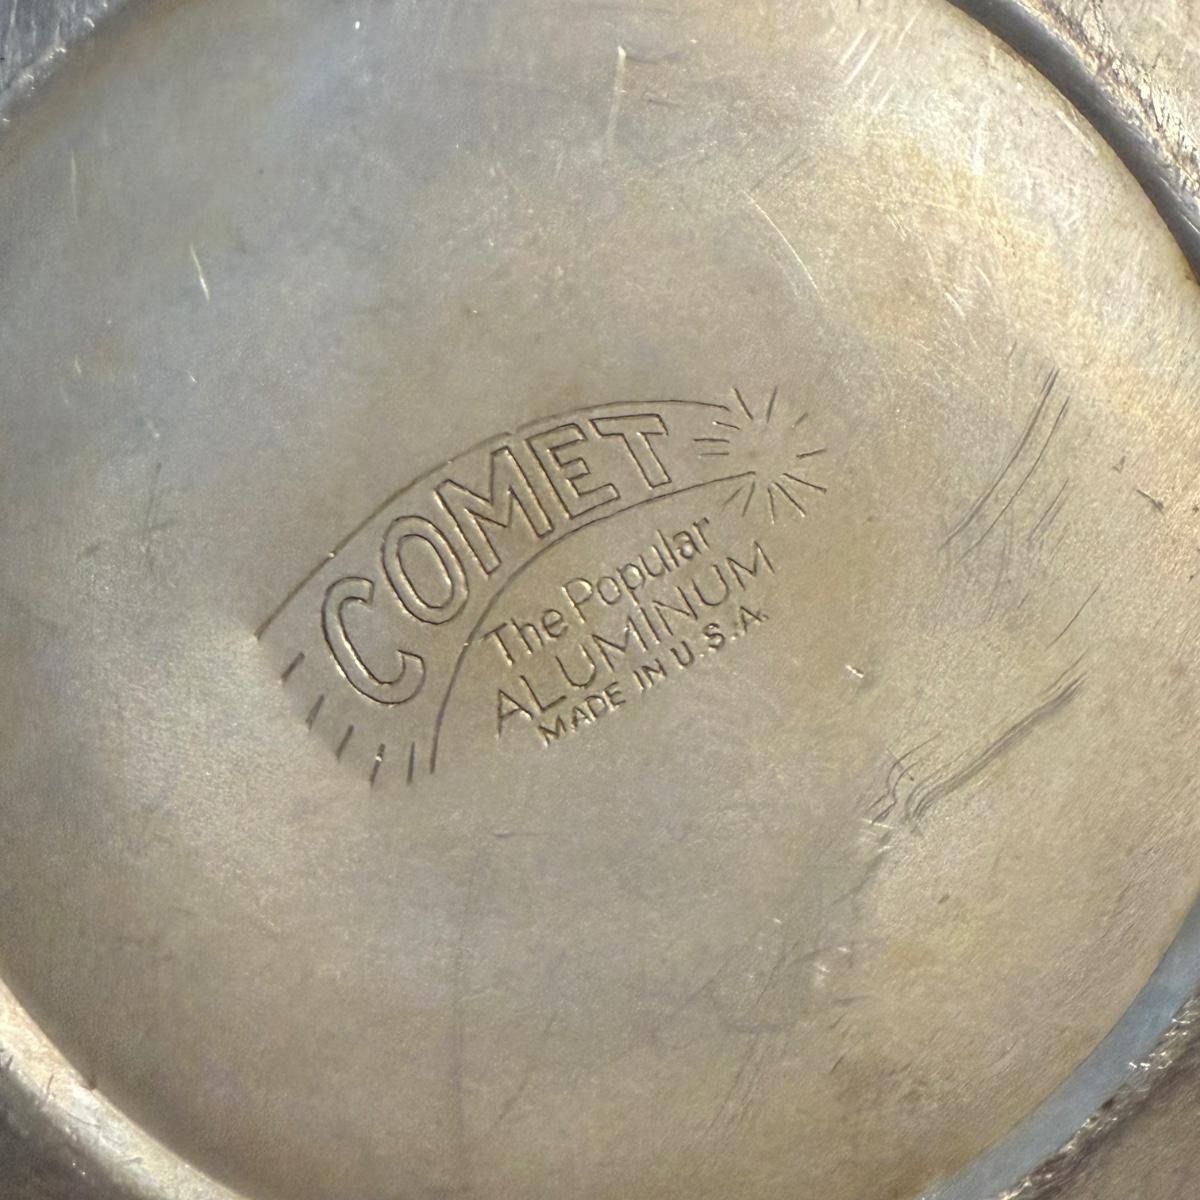 COMET
The Popular
ALUMINUM
MADE IN U.S.A.